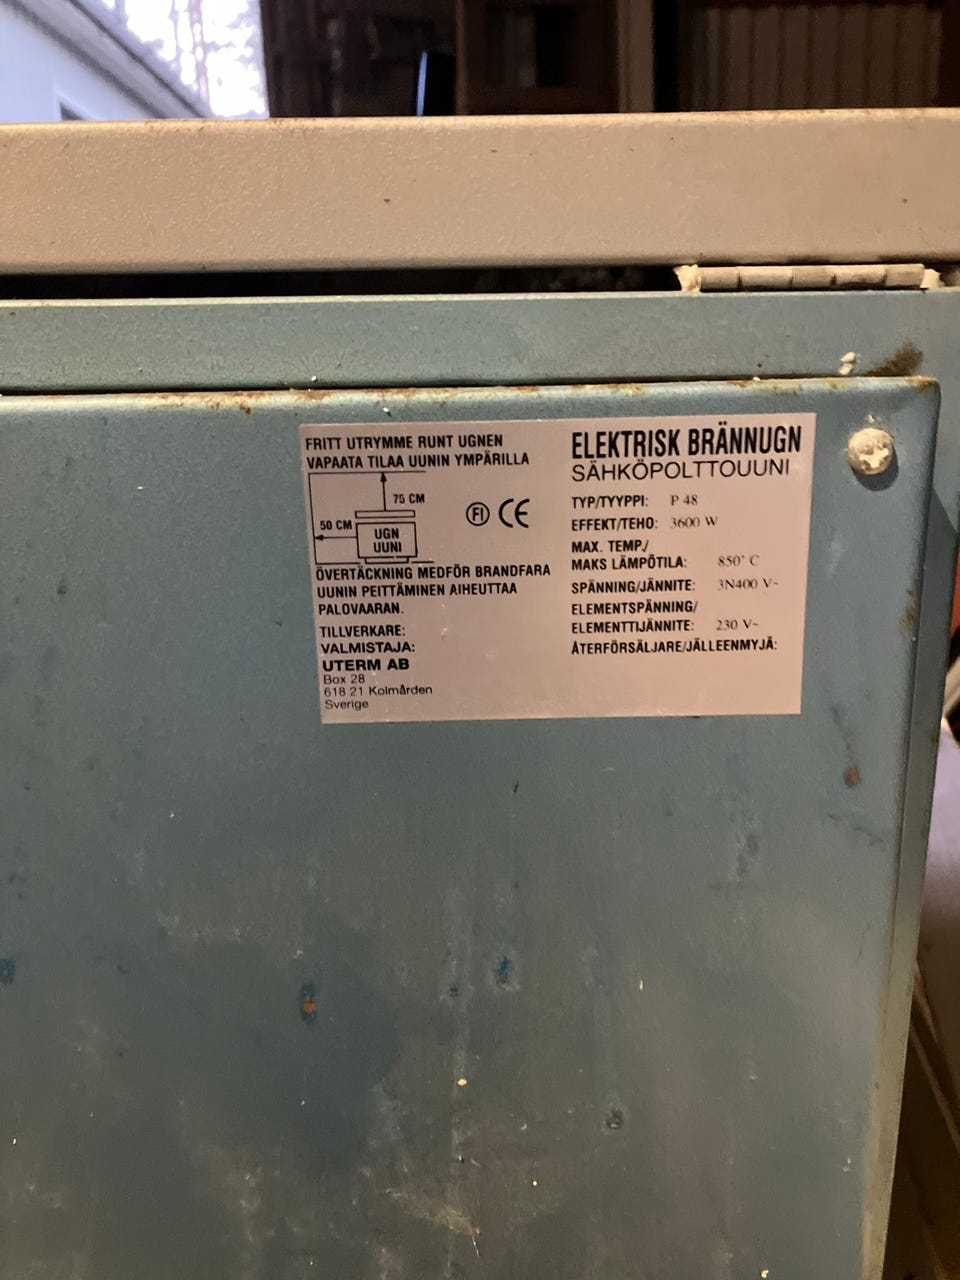 FRITT UTRYMME RUNT UGNEN
VAPAATA TILAA UUNIN YMPÄRILLA
75 CM
50 CM
UGN
UUNI
FI CE
ÖVERTÄCKNING MEDFÖR BRANDFARA
UUNIN PEITTÄMINEN AIHEUTTAA
PALOVAARAN.
TILLVERKARE:
VALMISTAJA:
UTERM AB
Box 28
618 21 Kolmården
Sverige
ELEKTRISK BRÄNNUGN
SÄHKÖPOLTTOUUNI
TYP/TYYPPI: P 48
EFFEKT/TEHO: 3600 W
MAX. TEMP./
MAKS LÄMPÖTILA: 850° C
SPÄNNING/JÄNNITE: 3N400 V~
ELEMENTSPÄNNING/
ELEMENTTIJÄNNITE: 230 V~
ÅTERFÖRSÄLJARE/JÄLLEENMYJÄ: